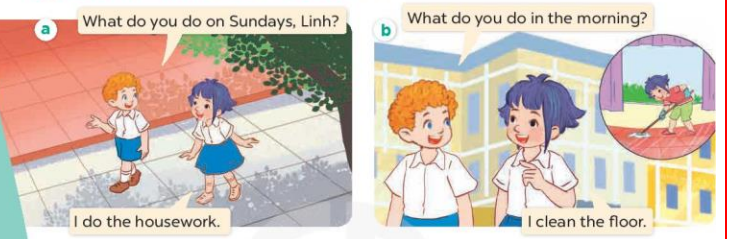 a
What do you do on Sundays, Linh?
I do the housework.
b
What do you do in the morning?
I clean the floor.